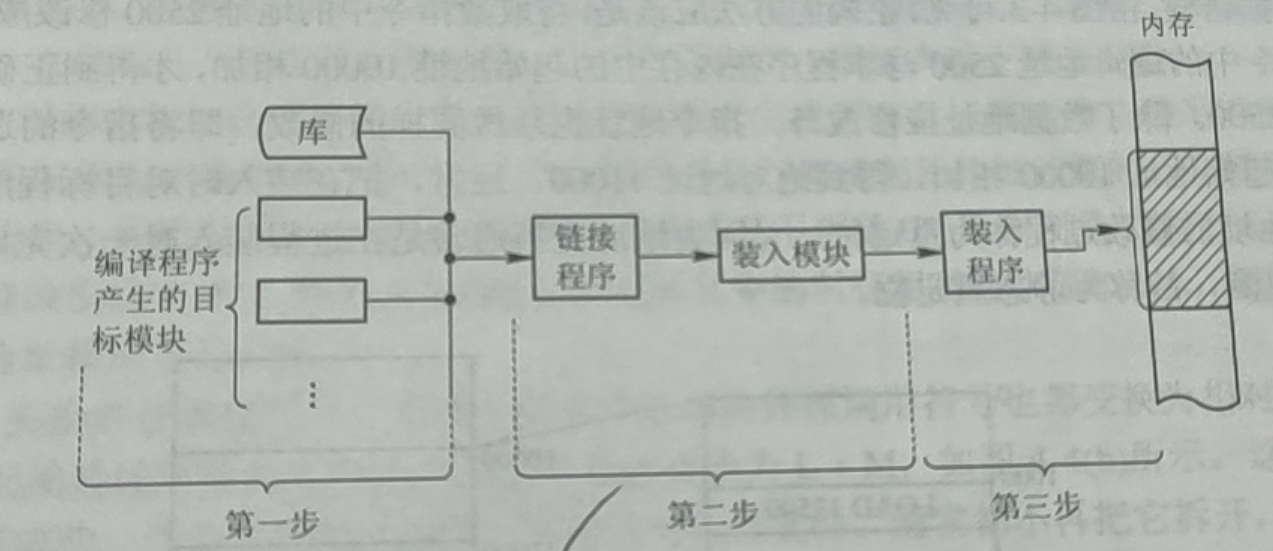 内存
库
编译程序
产生的目
标模块
链接
程序
装入模块
装入
程序
第一步
第二步
第三步